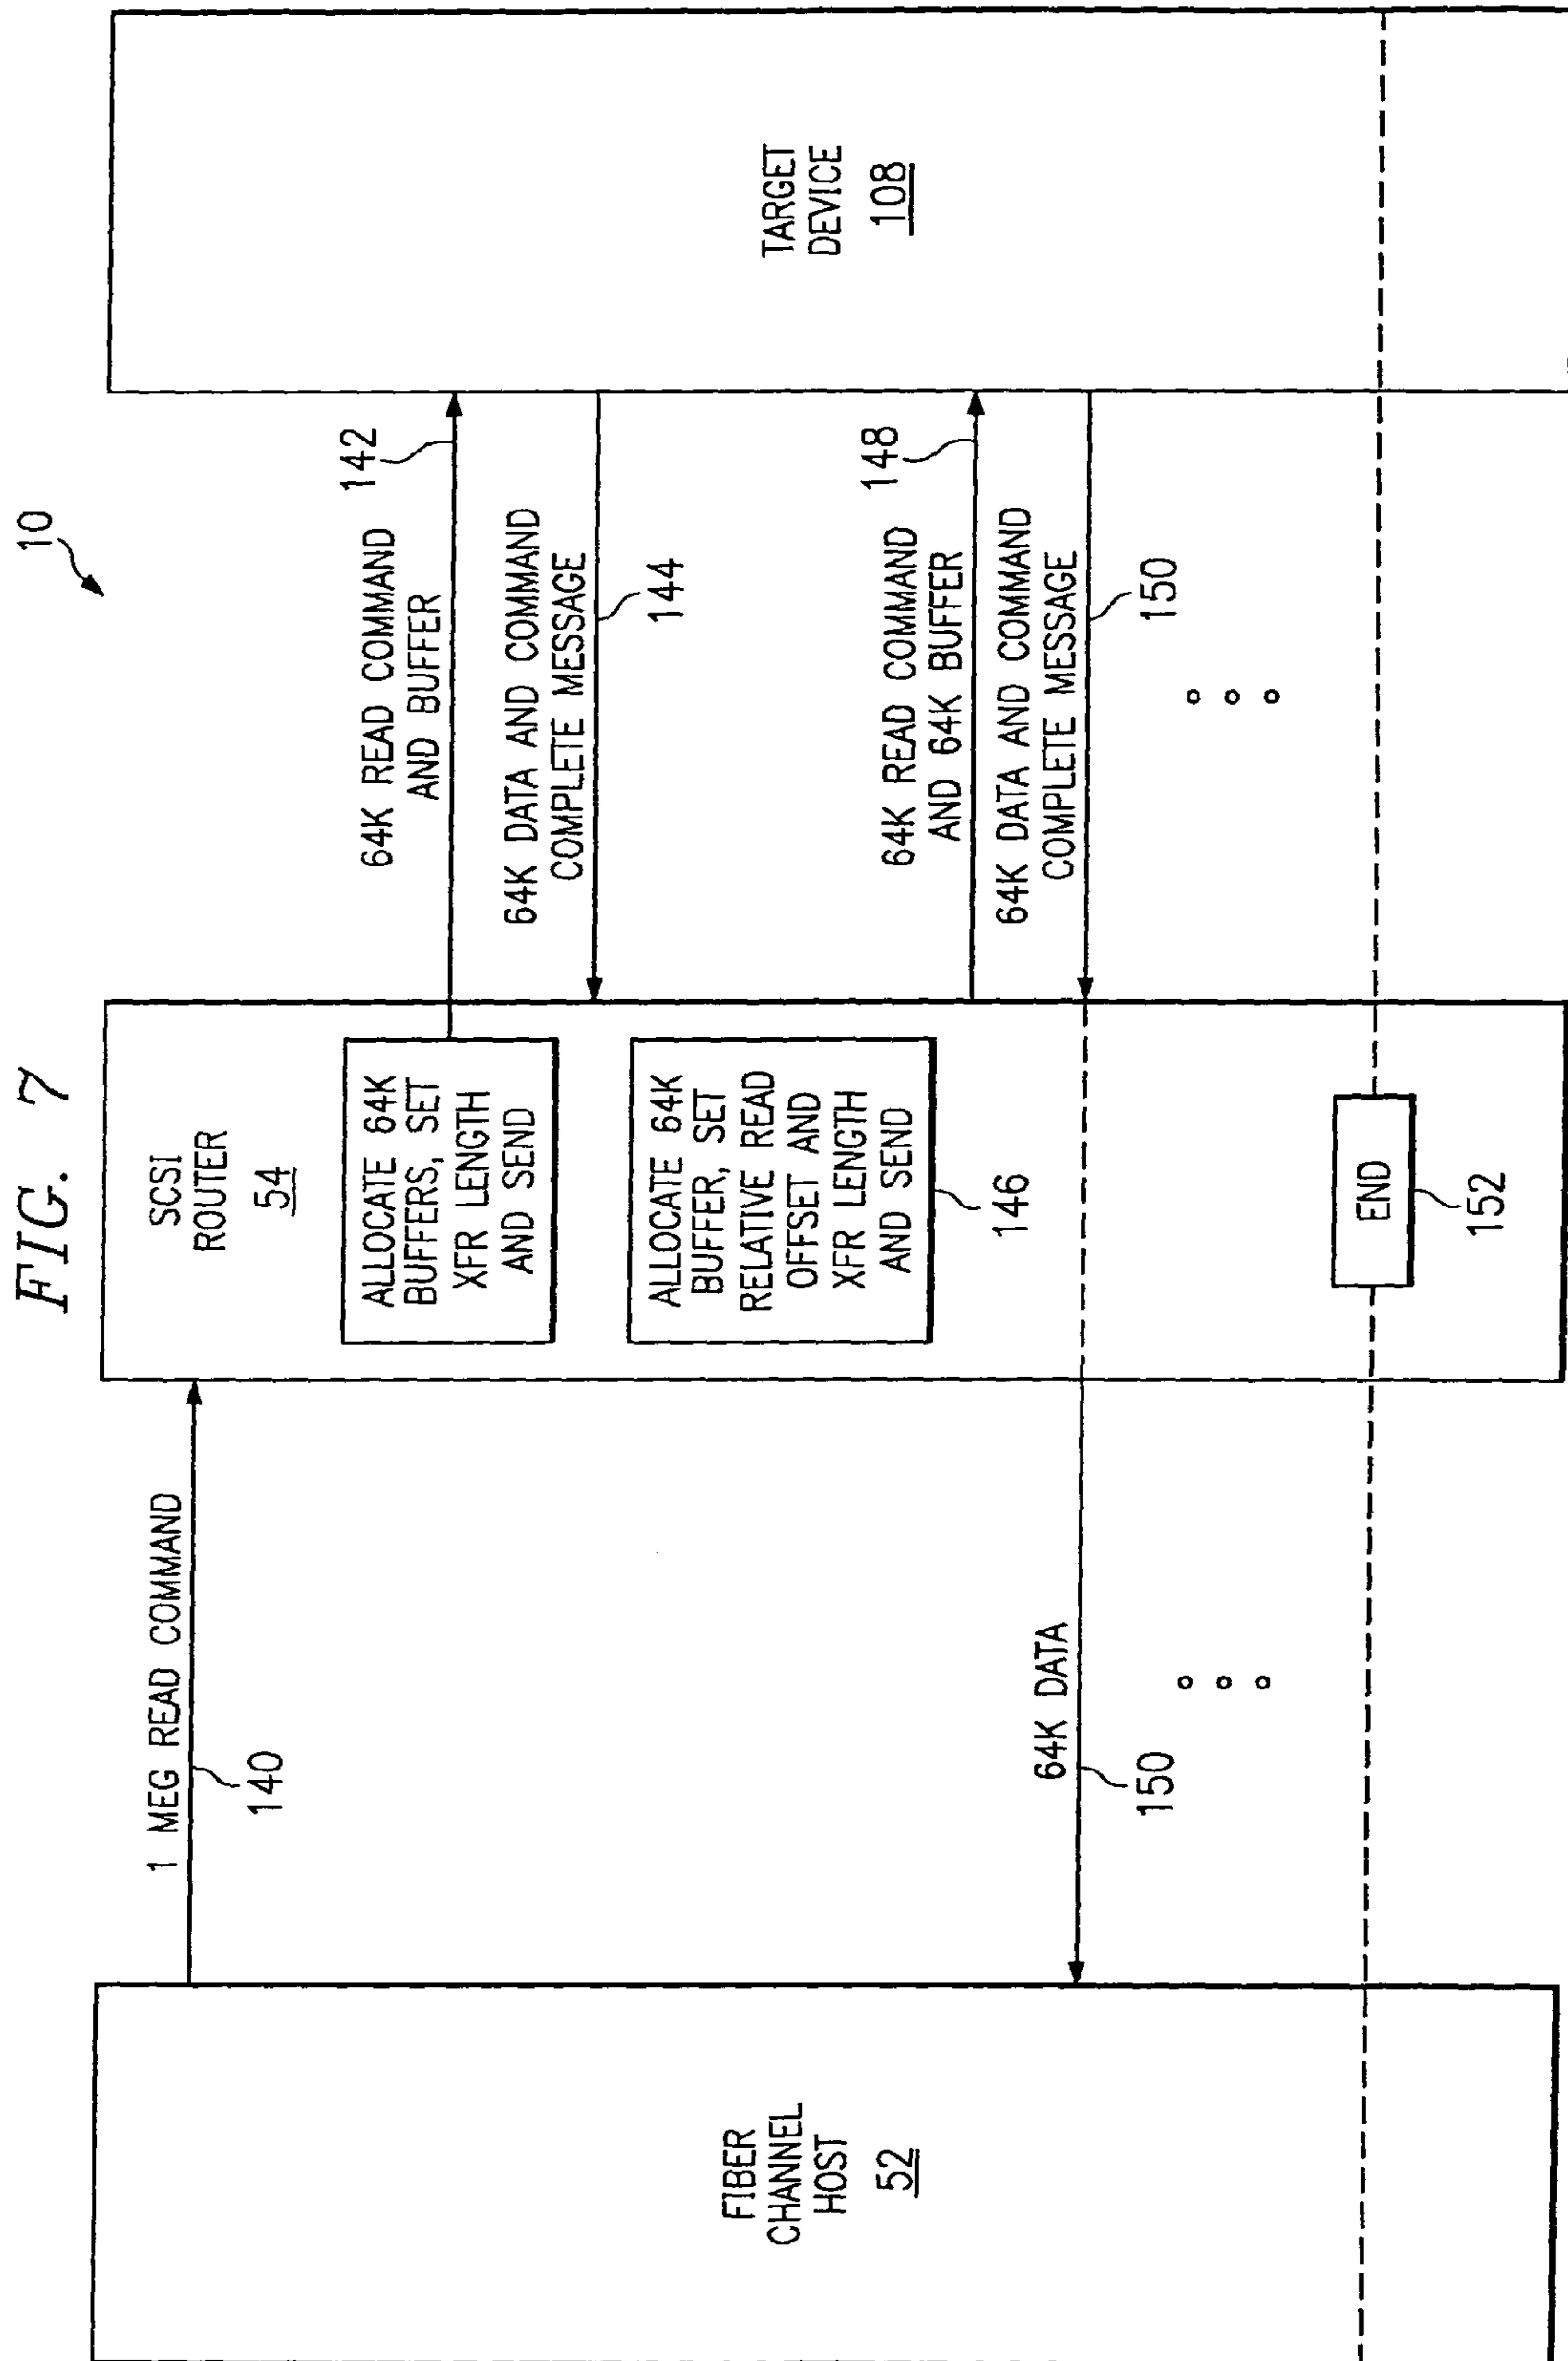 FIG. 7
10
FIBER
CHANNEL
HOST
52
1 MEG READ COMMAND
140
64K DATA
150
SCSI
ROUTER
54
ALLOCATE 64K
BUFFERS, SET
XFR LENGTH
AND SEND
ALLOCATE 64K
BUFFER, SET
RELATIVE READ
OFFSET AND
XFR LENGTH
AND SEND
146
END
152
64K READ COMMAND
AND BUFFER
142
64K DATA AND COMMAND
COMPLETE MESSAGE
144
64K READ COMMAND
AND 64K BUFFER
148
64K DATA AND COMMAND
COMPLETE MESSAGE
150
TARGET
DEVICE
108